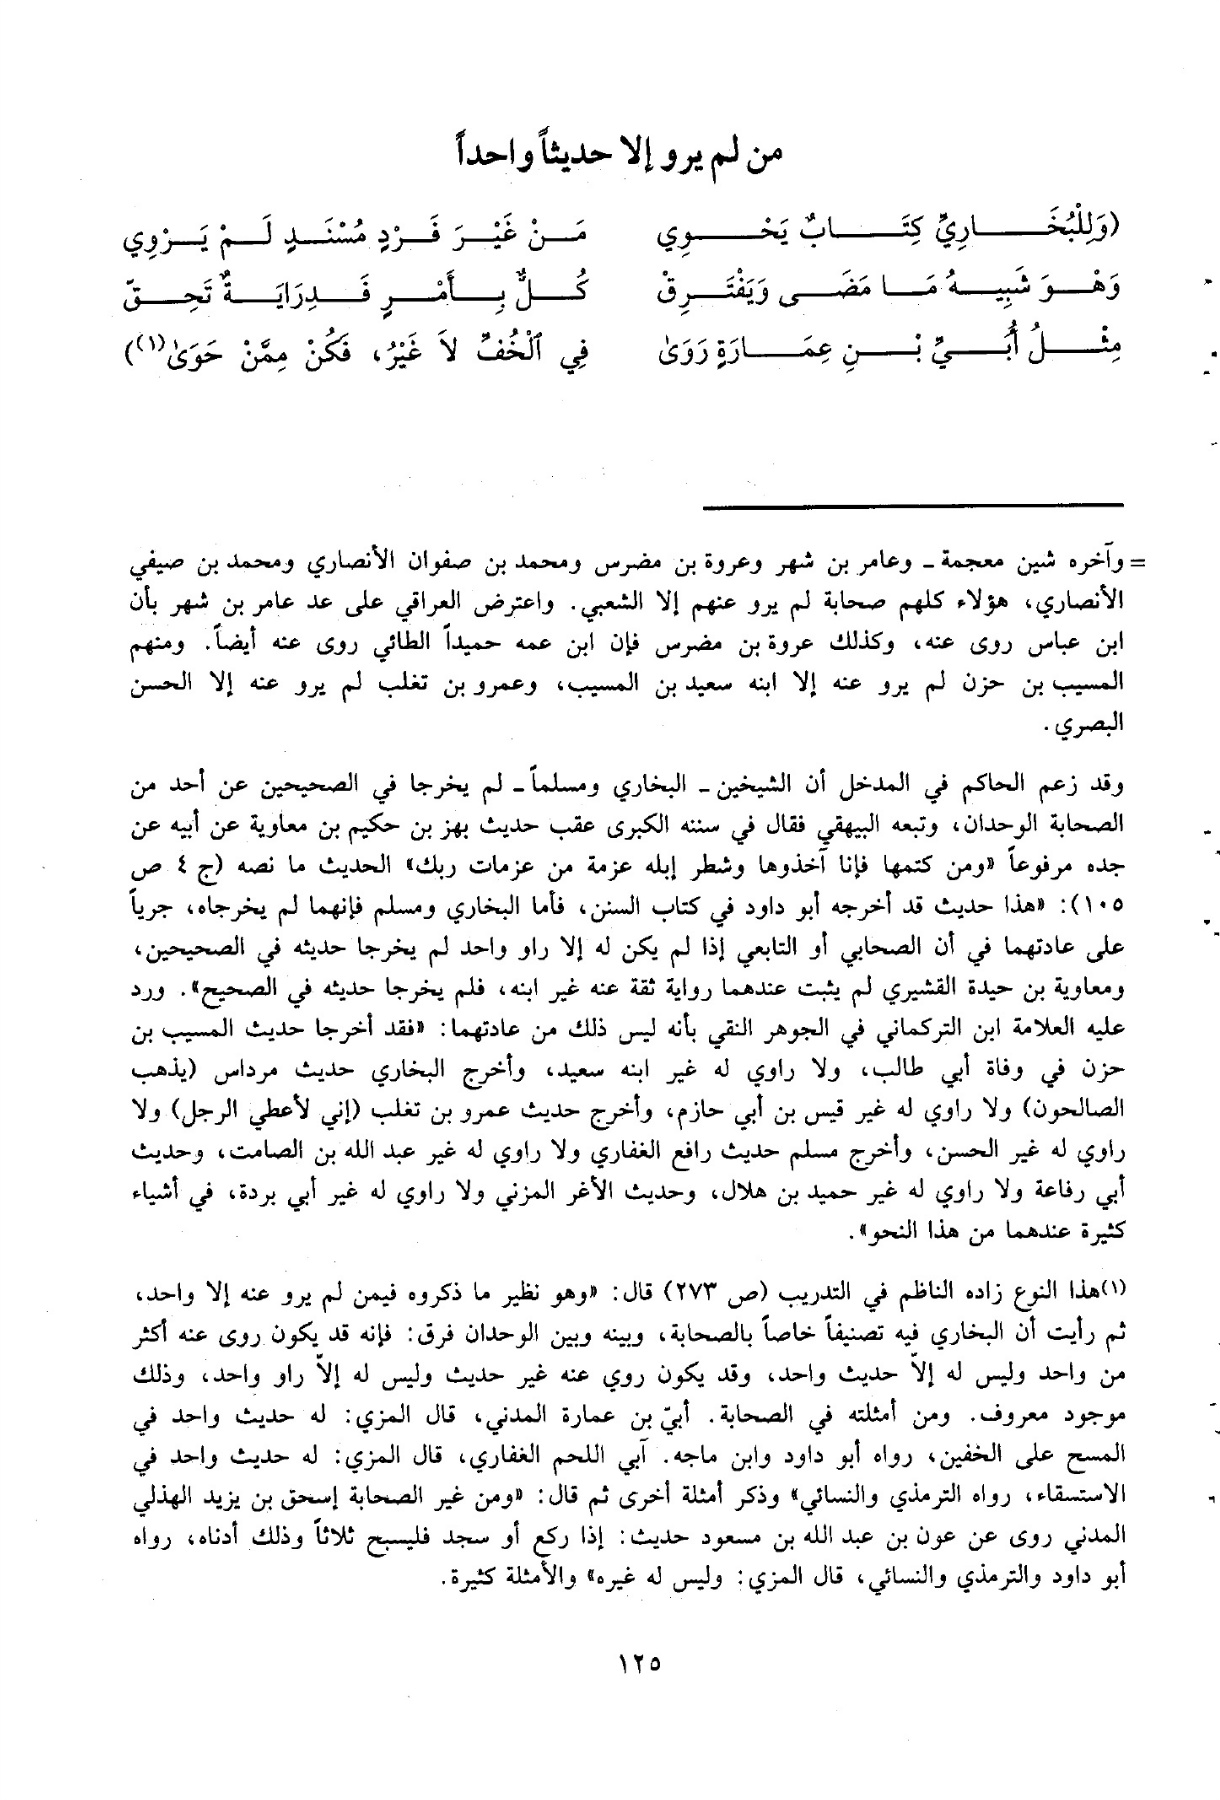 من لم يرو إلا حديثاً واحداً
(وَلِلْبُخَارِيِّ كِتَابٌ يَحْوِي مَنْ غَيْرَ فَرْدٍ مُسْنَدٍ لَمْ يَرْوِي
وَهْوَ شَبِيهُ مَا مَضَى وَيَفْتَرِقْ كُلٌّ بِأَمْرٍ فَدِرَايَةٌ تَحِقّ
مِثْلُ أُبَيِّ بْنِ عِمَارَةٍ رَوَىٰ فِي ٱلْخُفِّ لاَ غَيْرُ، فَكُنْ مِمَّنْ حَوَىٰ(١))
= وآخره شين معجمة ـ وعامر بن شهر وعروة بن مضرس ومحمد بن صفوان الأنصاري ومحمد بن صيفي
الأنصاري، هؤلاء كلهم صحابة لم يرو عنهم إلا الشعبي. واعترض العراقي على عد عامر بن شهر بأن
ابن عباس روى عنه، وكذلك عروة بن مضرس فإن ابن عمه حميداً الطائي روى عنه أيضاً. ومنهم
المسيب بن حزن لم يرو عنه إلا ابنه سعيد بن المسيب، وعمرو بن تغلب لم يرو عنه إلا الحسن
البصري.
وقد زعم الحاكم في المدخل أن الشيخين ـ البخاري ومسلماً ـ لم يخرجا في الصحيحين عن أحد من
الصحابة الوحدان، وتبعه البيهقي فقال في سننه الكبرى عقب حديث بهز بن حكيم بن معاوية عن أبيه عن
جده مرفوعاً «ومن كتمها فإنا آخذوها وشطر إبله عزمة من عزمات ربك» الحديث ما نصه (ج ٤ ص
١٠٥): «هذا حديث قد أخرجه أبو داود في كتاب السنن، فأما البخاري ومسلم فإنهما لم يخرجاه، جرياً
على عادتهما في أن الصحابي أو التابعي إذا لم يكن له إلا راو واحد لم يخرجا حديثه في الصحيحين،
ومعاوية بن حيدة القشيري لم يثبت عندهما رواية ثقة عنه غير ابنه، فلم يخرجا حديثه في الصحيح». ورد
عليه العلامة ابن التركماني في الجوهر النقي بأنه ليس ذلك من عادتهما: «فقد أخرجا حديث المسيب بن
حزن في وفاة أبي طالب، ولا راوي له غير ابنه سعيد، وأخرج البخاري حديث مرداس (يذهب
الصالحون) ولا راوي له غير قيس بن أبي حازم، وأخرج حديث عمرو بن تغلب (إني لأعطي الرجل) ولا
راوي له غير الحسن، وأخرج مسلم حديث رافع الغفاري ولا راوي له غير عبد الله بن الصامت، وحديث
أبي رفاعة ولا راوي له غير حميد بن هلال، وحديث الأغر المزني ولا راوي له غير أبي بردة، في أشياء
كثيرة عندهما من هذا النحو».
(١) هذا النوع زاده الناظم في التدريب (ص ٢٧٣) قال: «وهو نظير ما ذكروه فيمن لم يرو عنه إلا واحد،
ثم رأيت أن البخاري فيه تصنيفاً خاصاً بالصحابة، وبينه وبين الوحدان فرق: فإنه قد يكون روى عنه أكثر
من واحد وليس له إلاّ حديث واحد، وقد يكون روي عنه غير حديث وليس له إلاّ راو واحد، وذلك
موجود معروف. ومن أمثلته في الصحابة. أبيّ بن عمارة المدني، قال المزي: له حديث واحد في
المسح على الخفين، رواه أبو داود وابن ماجه. آبي اللحم الغفاري، قال المزي: له حديث واحد في
الاستسقاء، رواه الترمذي والنسائي» وذكر أمثلة أخرى ثم قال: «ومن غير الصحابة إسحق بن يزيد الهذلي
المدني روى عن عون بن عبد الله بن مسعود حديث: إذا ركع أو سجد فليسبح ثلاثاً وذلك أدناه، رواه
أبو داود والترمذي والنسائي، قال المزي: وليس له غيره» والأمثلة كثيرة.
١٢٥